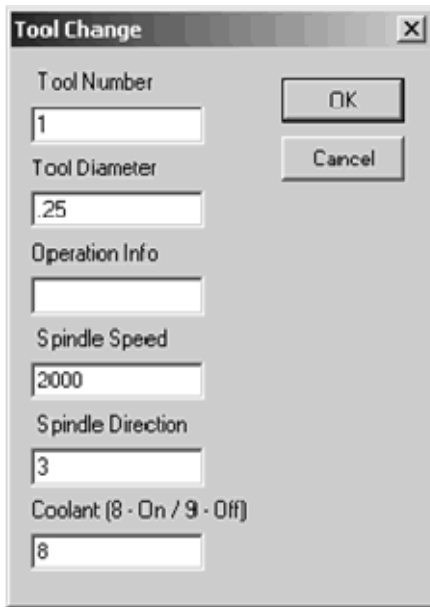 Tool Change
Tool Number
OK
1
Cancel
Tool Diameter
.25
Operation Info
Spindle Speed
2000
Spindle Direction
3
Coolant (8 - On / 9 - Off)
8